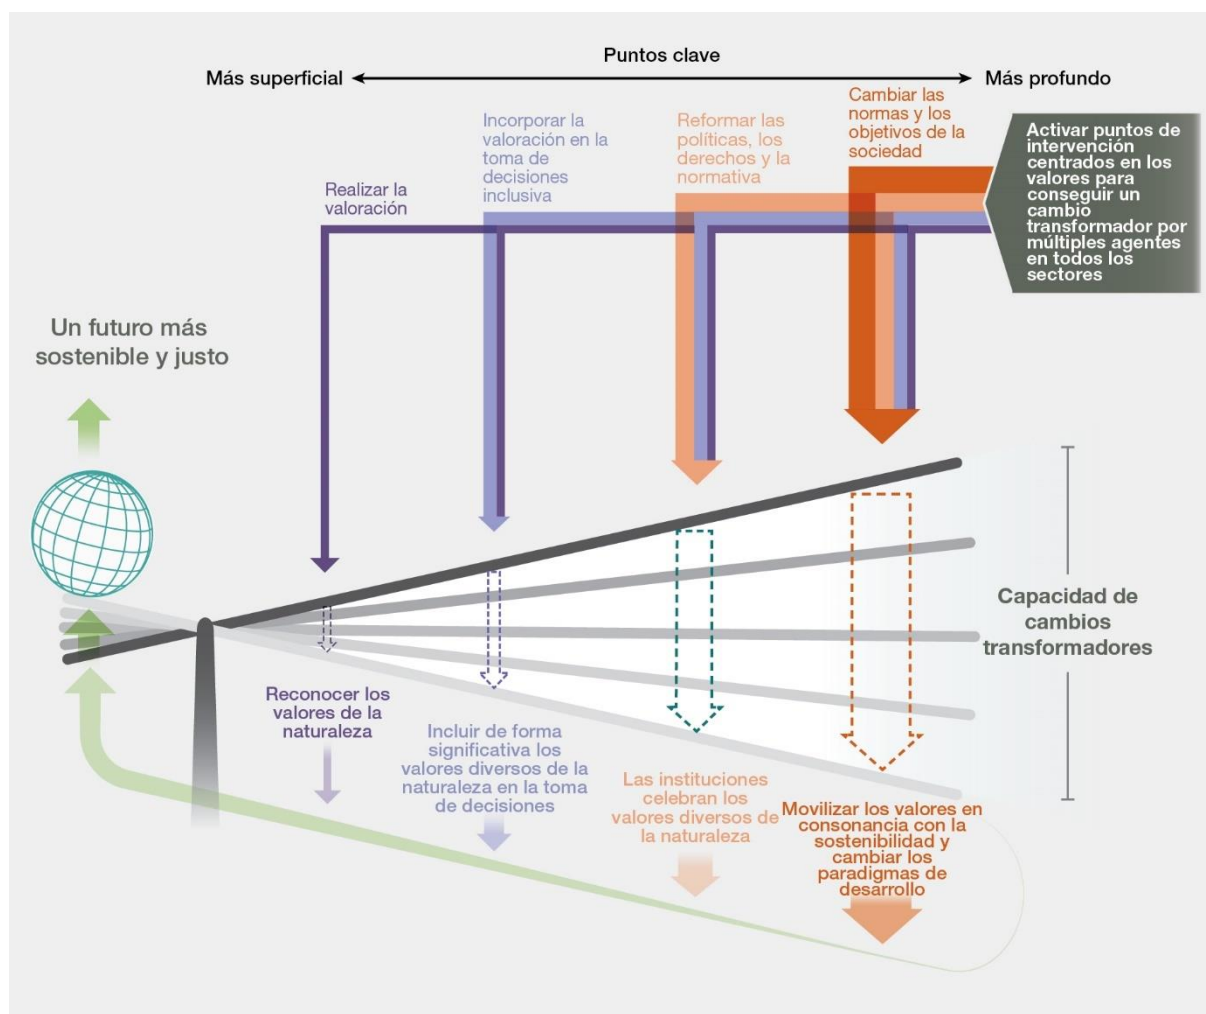 Puntos clave
Más superficial
Más profundo
Realizar la
valoración
Incorporar la
valoración en la
toma de
decisiones
inclusiva
Reformar las
políticas, los
derechos y la
normativa
Cambiar las
normas y los
objetivos de la
sociedad
Activar puntos de
intervención
centrados en los
valores para
conseguir un
cambio
transformador por
múltiples agentes
en todos los
sectores
Un futuro más
sostenible y justo
Capacidad de
cambios
transformadores
Reconocer los
valores de la
naturaleza
Incluir de forma
significativa los
valores diversos de la
naturaleza en la toma
de decisiones
Las instituciones
celebran los
valores diversos de
la naturaleza
Movilizar los valores en
consonancia con la
sostenibilidad y
cambiar los
paradigmas de
desarrollo